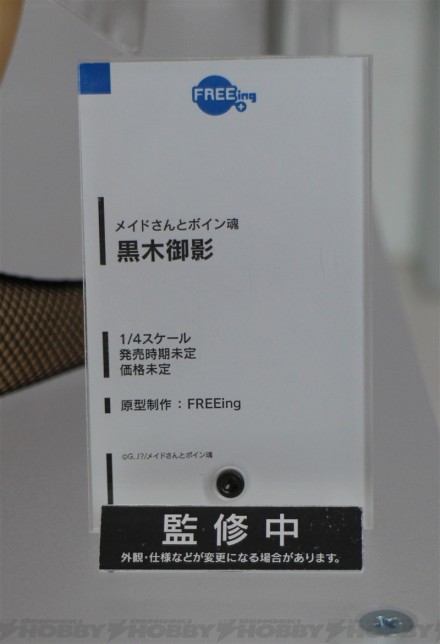 FREEing
メイドさんとボイン魂
黒木御影
1/4スケール
発売時期未定
価格未定
原型制作：FREEing
©G.J?/メイドさんとボイン魂
監修中
外観・仕様などが変更になる場合があります。
HOBBY HOBBY HOBBY HOBBY